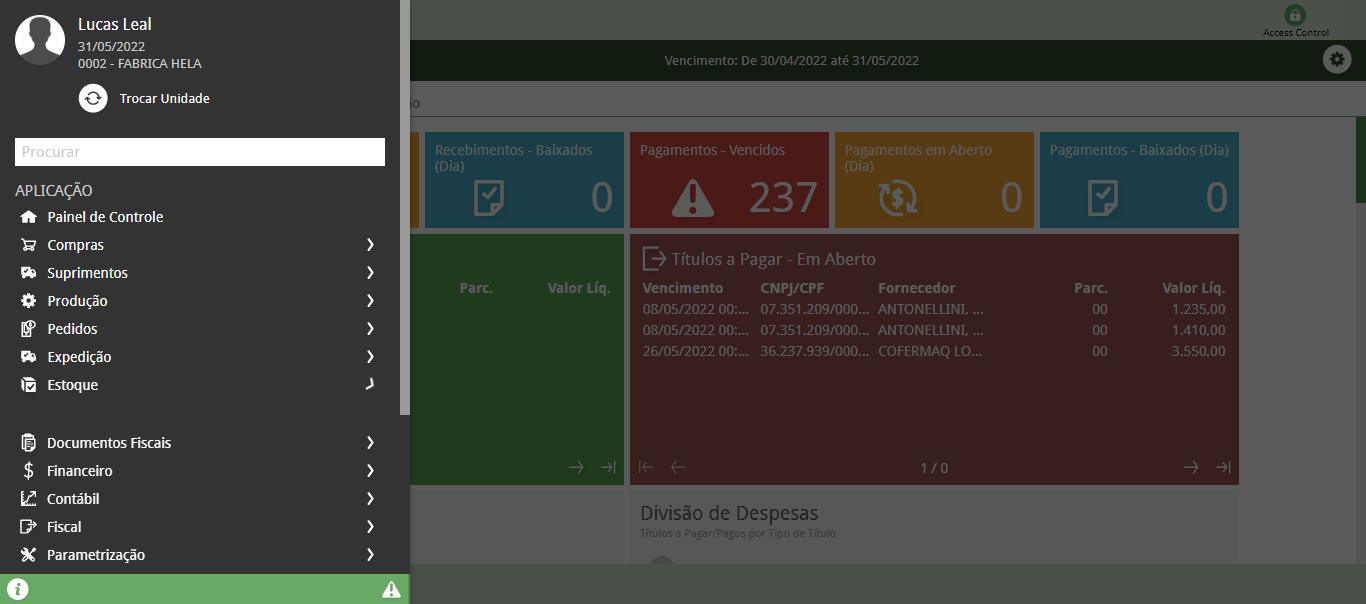 Lucas Leal
31/05/2022
0002 - FABRICA HELA
Trocar Unidade
Procurar
APLICAÇÃO
Painel de Controle
Compras
Suprimentos
Produção
Pedidos
Expedição
Estoque
Documentos Fiscais
Financeiro
Contábil
Fiscal
Parametrização
Access Control
Vencimento: De 30/04/2022 até 31/05/2022
io
Recebimentos - Baixados
(Dia)
0
Pagamentos - Vencidos
237
Pagamentos em Aberto
(Dia)
0
Pagamentos - Baixados (Dia)
0
Parc. Valor Líq.
Títulos a Pagar - Em Aberto
Vencimento CNPJ/CPF Fornecedor Parc. Valor Líq.
08/05/2022 00:... 07.351.209/000... ANTONELLINI, ... 00 1.235,00
08/05/2022 00:... 07.351.209/000... ANTONELLINI, ... 00 1.410,00
26/05/2022 00:... 36.237.939/000... COFERMAQ LO... 00 3.550,00
1 / 0
Divisão de Despesas
Títulos a Pagar/Pagos por Tipo de Título